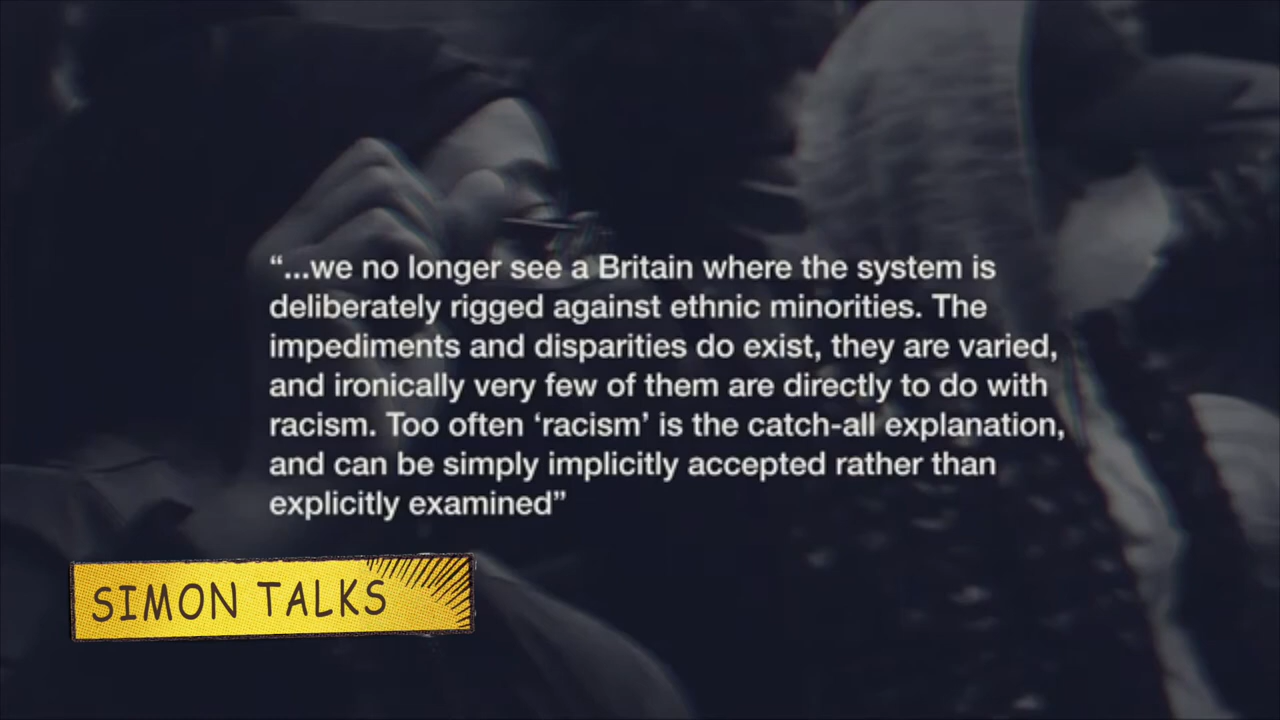 “...we no longer see a Britain where the system is
deliberately rigged against ethnic minorities. The
impediments and disparities do exist, they are varied,
and ironically very few of them are directly to do with
racism. Too often ‘racism’ is the catch-all explanation,
and can be simply implicitly accepted rather than
explicitly examined”
SIMON TALKS